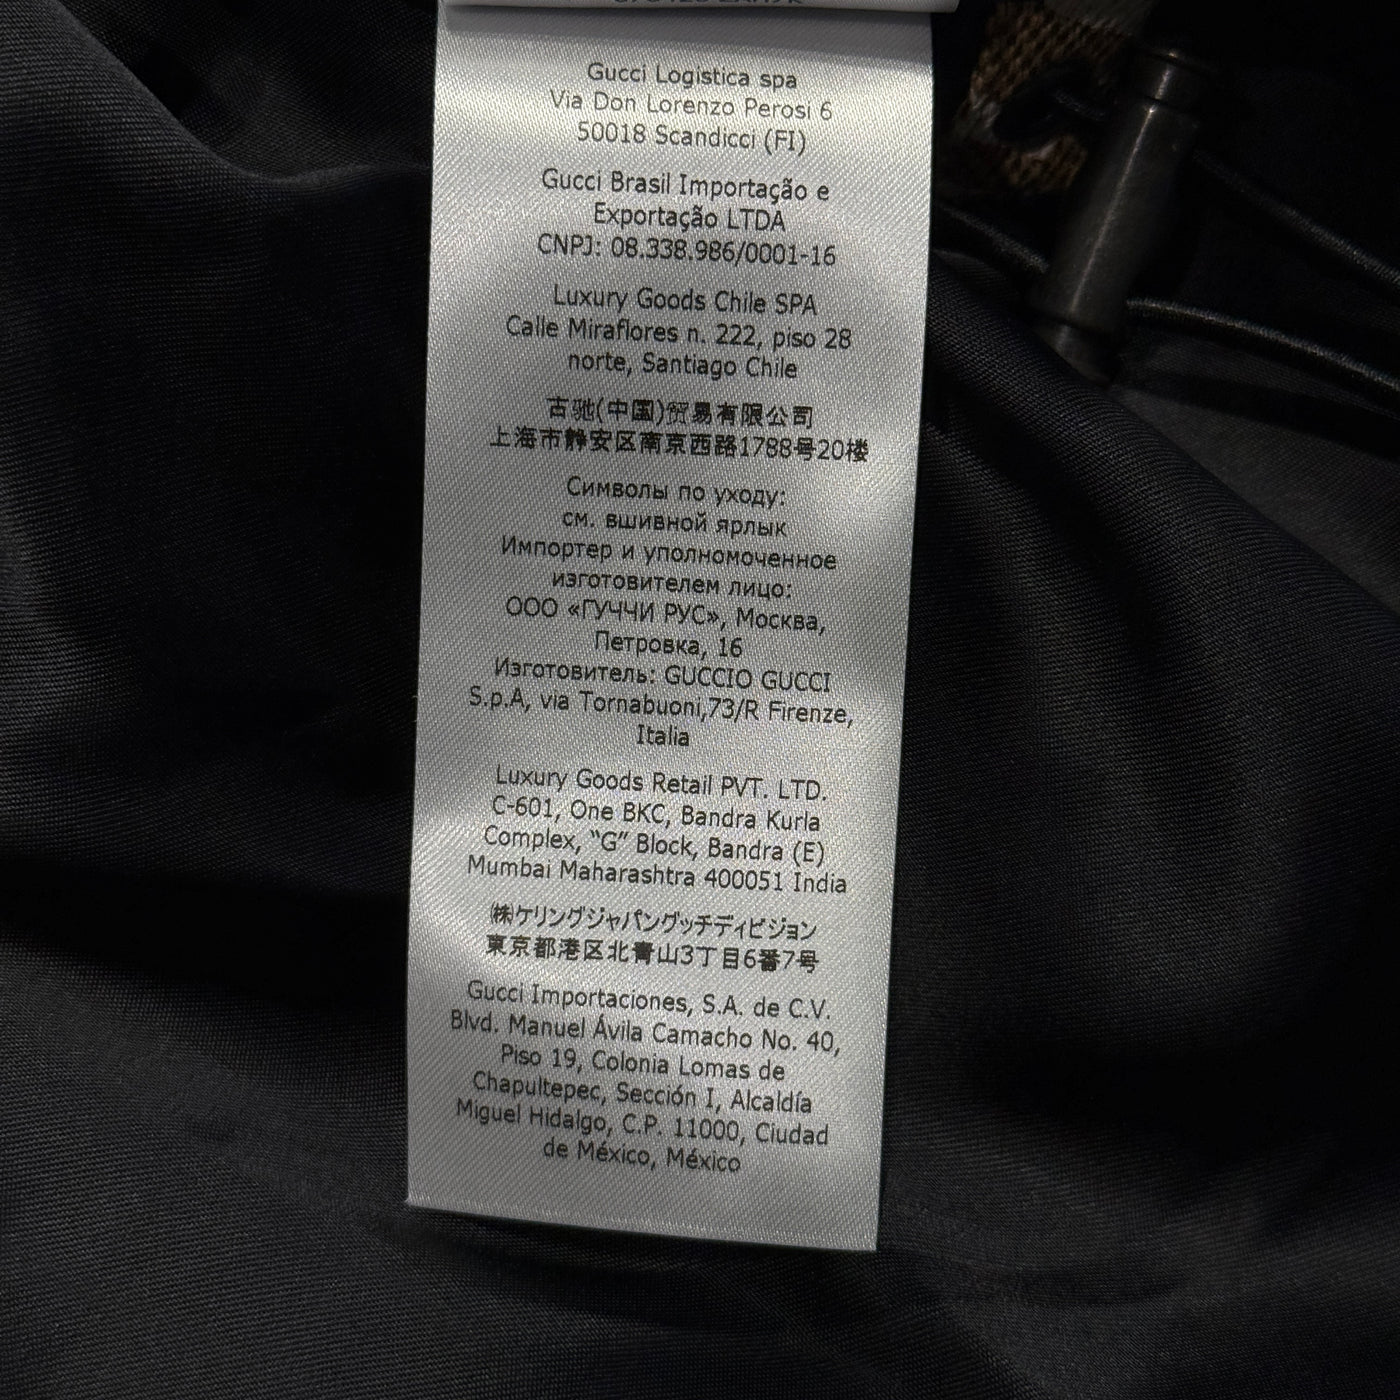 Gucci Logistica spa
Via Don Lorenzo Perosi 6
50018 Scandicci (FI)
Gucci Brasil Importação e
Exportação LTDA
CNPJ: 08.338.986/0001-16
Luxury Goods Chile SPA
Calle Miraflores n. 222, piso 28
norte, Santiago Chile
古驰(中国)贸易有限公司
上海市静安区南京西路1788号20楼
Символы по уходу:
см. вшивной ярлык
Импортер и уполномоченное
изготовителем лицо:
ООО «ГУЧЧИ РУС», Москва,
Петровка, 16
Изготовитель: GUCCIO GUCCI
S.p.A, via Tornabuoni,73/R Firenze,
Italia
Luxury Goods Retail PVT. LTD.
C-601, One BKC, Bandra Kurla
Complex, “G” Block, Bandra (E)
Mumbai Maharashtra 400051 India
㈱ケリングジャパングッチディビジョン
東京都港区北青山3丁目6番7号
Gucci Importaciones, S.A. de C.V.
Blvd. Manuel Ávila Camacho No. 40,
Piso 19, Colonia Lomas de
Chapultepec, Sección I, Alcaldía
Miguel Hidalgo, C.P. 11000, Ciudad
de México, México